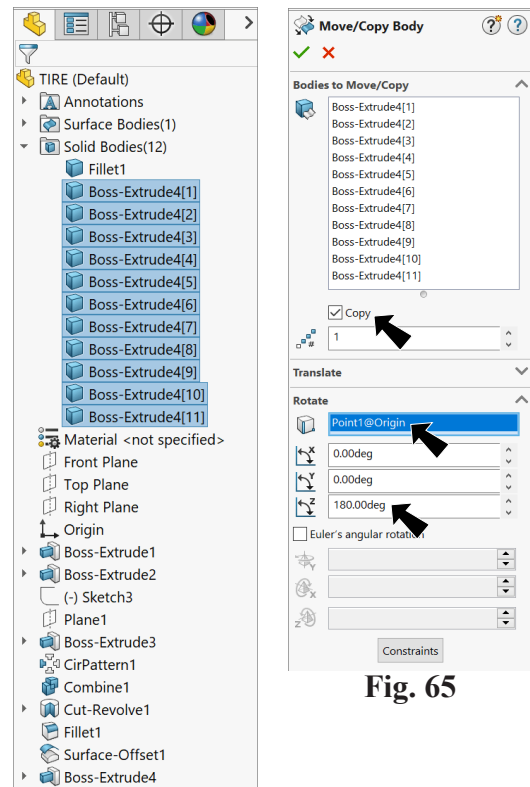 TIRE (Default)
Annotations
Surface Bodies(1)
Solid Bodies(12)
Fillet1
Boss-Extrude4[1]
Boss-Extrude4[2]
Boss-Extrude4[3]
Boss-Extrude4[4]
Boss-Extrude4[5]
Boss-Extrude4[6]
Boss-Extrude4[7]
Boss-Extrude4[8]
Boss-Extrude4[9]
Boss-Extrude4[10]
Boss-Extrude4[11]
Material <not specified>
Front Plane
Top Plane
Right Plane
Origin
Boss-Extrude1
Boss-Extrude2
(-) Sketch3
Plane1
Boss-Extrude3
CirPattern1
Combine1
Cut-Revolve1
Fillet1
Surface-Offset1
Boss-Extrude4
Move/Copy Body
Bodies to Move/Copy
Boss-Extrude4[1]
Boss-Extrude4[2]
Boss-Extrude4[3]
Boss-Extrude4[4]
Boss-Extrude4[5]
Boss-Extrude4[6]
Boss-Extrude4[7]
Boss-Extrude4[8]
Boss-Extrude4[9]
Boss-Extrude4[10]
Boss-Extrude4[11]
Copy
# 1
Translate
Rotate
Point1@Origin
X 0.00deg
Y 0.00deg
Z 180.00deg
Euler's angular rotation
Y
X
Z
Constraints
Fig. 65